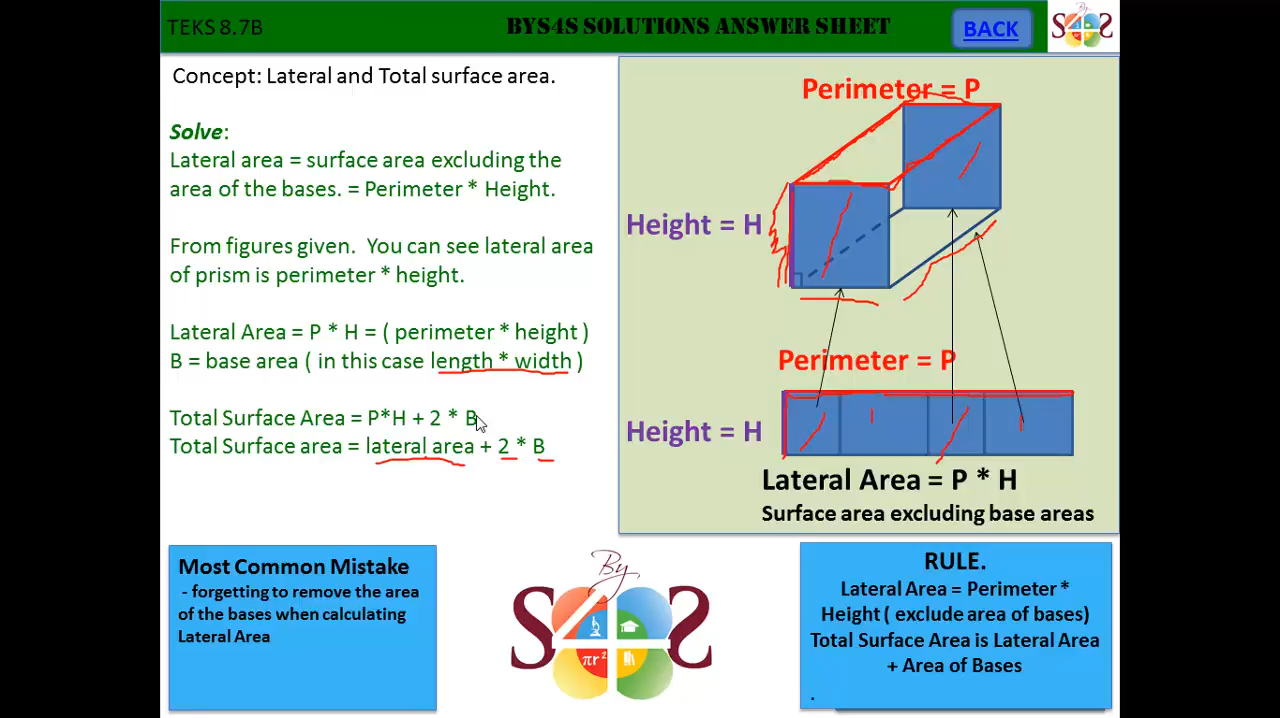 TEKS 8.7B
BYS4S SOLUTIONS ANSWER SHEET
BACK
By
S4S
Concept: Lateral and Total surface area.
Solve:
Lateral area = surface area excluding the
area of the bases. = Perimeter * Height.
From figures given.  You can see lateral area
of prism is perimeter * height.
Lateral Area = P * H = ( perimeter * height )
B = base area ( in this case length * width )
Total Surface Area = P*H + 2 * B
Total Surface area = lateral area + 2 * B
Perimeter = P
Height = H
Perimeter = P
Height = H
Lateral Area = P * H
Surface area excluding base areas
Most Common Mistake
- forgetting to remove the area
of the bases when calculating
Lateral Area
By
S4S
πr²
RULE.
Lateral Area = Perimeter *
Height ( exclude area of bases)
Total Surface Area is Lateral Area
+ Area of Bases
.